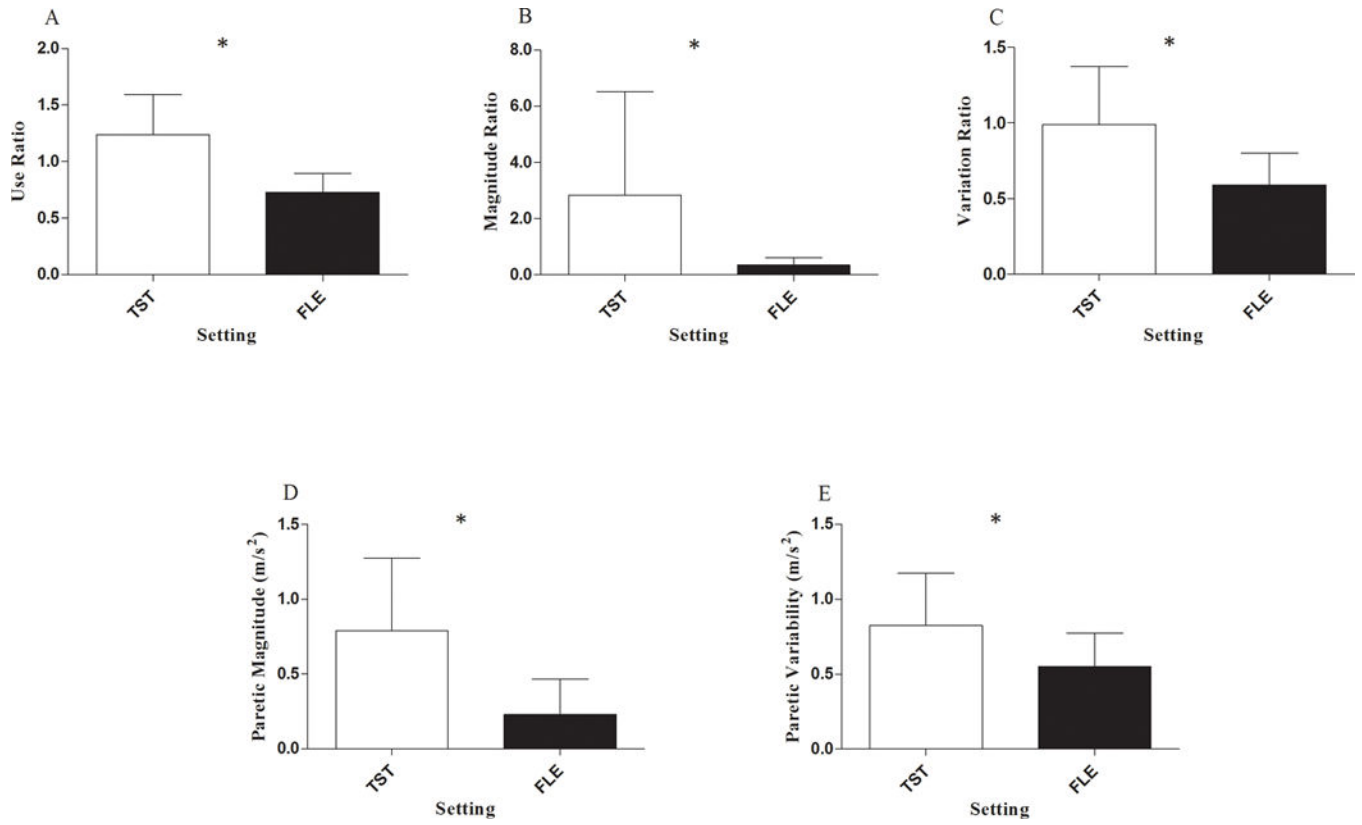 A
*
2.0
1.5
1.0
0.5
0.0
Use Ratio
TST
FLE
Setting
B
*
8.0
6.0
4.0
2.0
0.0
Magnitude Ratio
TST
FLE
Setting
C
*
1.5
1.0
0.5
0.0
Variation Ratio
TST
FLE
Setting
D
*
1.5
1.0
0.5
0.0
Paretic Magnitude (m/s²)
TST
FLE
Setting
E
*
1.5
1.0
0.5
0.0
Paretic Variability (m/s²)
TST
FLE
Setting